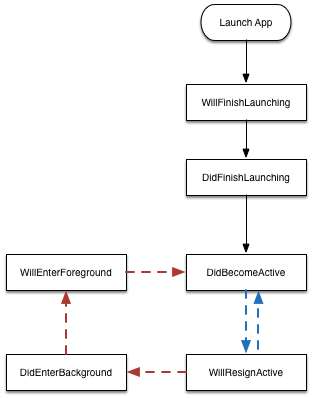 Launch App
WillFinishLaunching
DidFinishLaunching
WillEnterForeground
DidBecomeActive
DidEnterBackground
WillResignActive